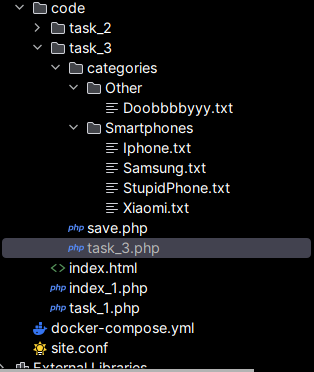 code
task_2
task_3
categories
Other
Doobbbbyyy.txt
Smartphones
Iphone.txt
Samsung.txt
StupidPhone.txt
Xiaomi.txt
php save.php
php task_3.php
<> index.html
php index_1.php
php task_1.php
docker-compose.yml
site.conf
External Libraries